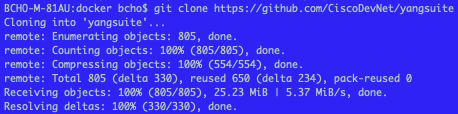 BCHO-M-81AU:docker bcho$ git clone https://github.com/CiscoDevNet/yangsuite
Cloning into 'yangsuite'...
remote: Enumerating objects: 805, done.
remote: Counting objects: 100% (805/805), done.
remote: Compressing objects: 100% (554/554), done.
remote: Total 805 (delta 330), reused 650 (delta 234), pack-reused 0
Receiving objects: 100% (805/805), 25.23 MiB | 5.37 MiB/s, done.
Resolving deltas: 100% (330/330), done.